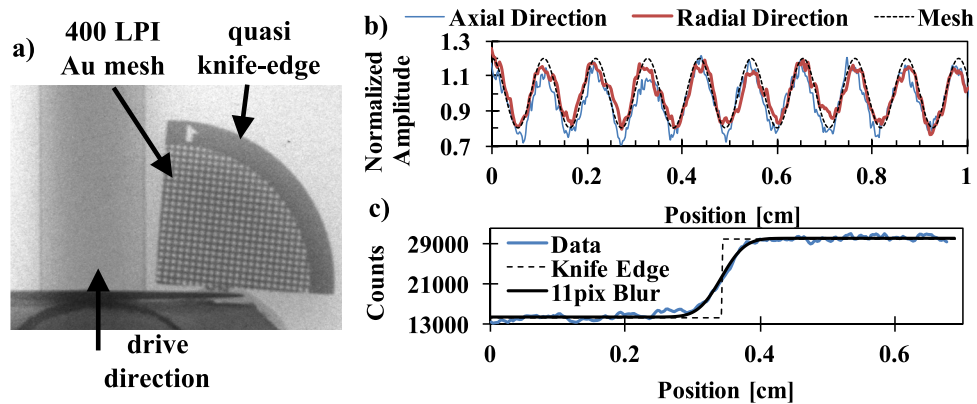 a)
400 LPI
Au mesh
quasi
knife-edge
1
drive
direction
b)
Axial Direction
Radial Direction
Mesh
Normalized
Amplitude
1.3
1.1
0.9
0.7
0
0.2
0.4
0.6
0.8
1
Position [cm]
c)
Counts
29000
21000
13000
Data
Knife Edge
11pix Blur
0
0.2
0.4
0.6
Position [cm]